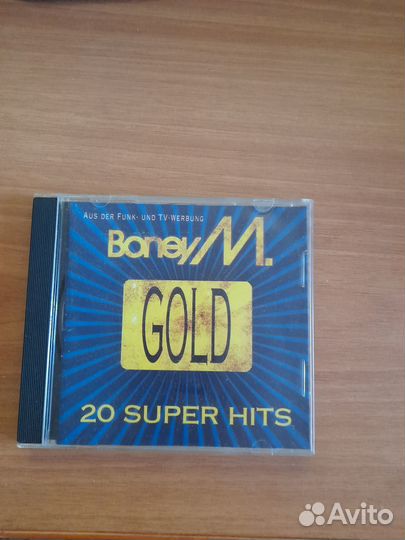 AUS DER FUNK- UND TV-WERBUNG
Boney M.
GOLD
20 SUPER HITS
Avito